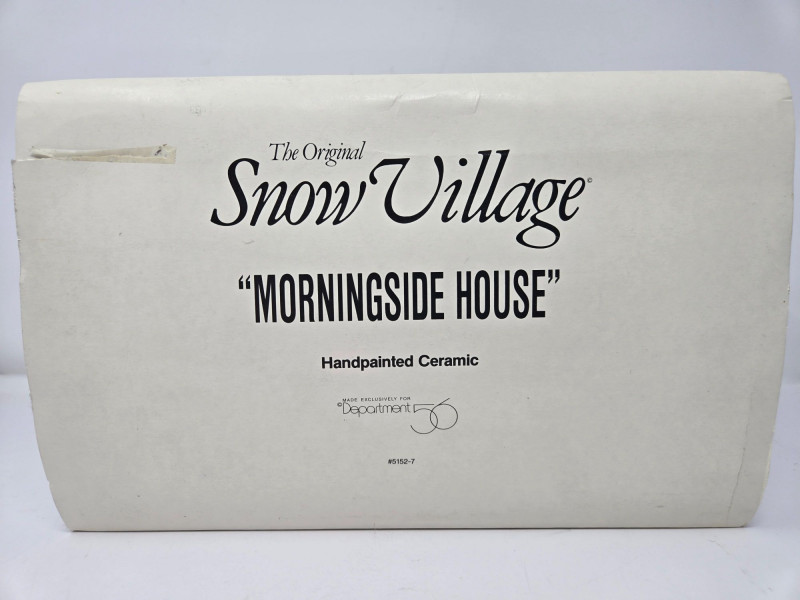 The Original
Snow Village©
“MORNINGSIDE HOUSE”
Handpainted Ceramic
MADE EXCLUSIVELY FOR
©Department 56
#5152-7